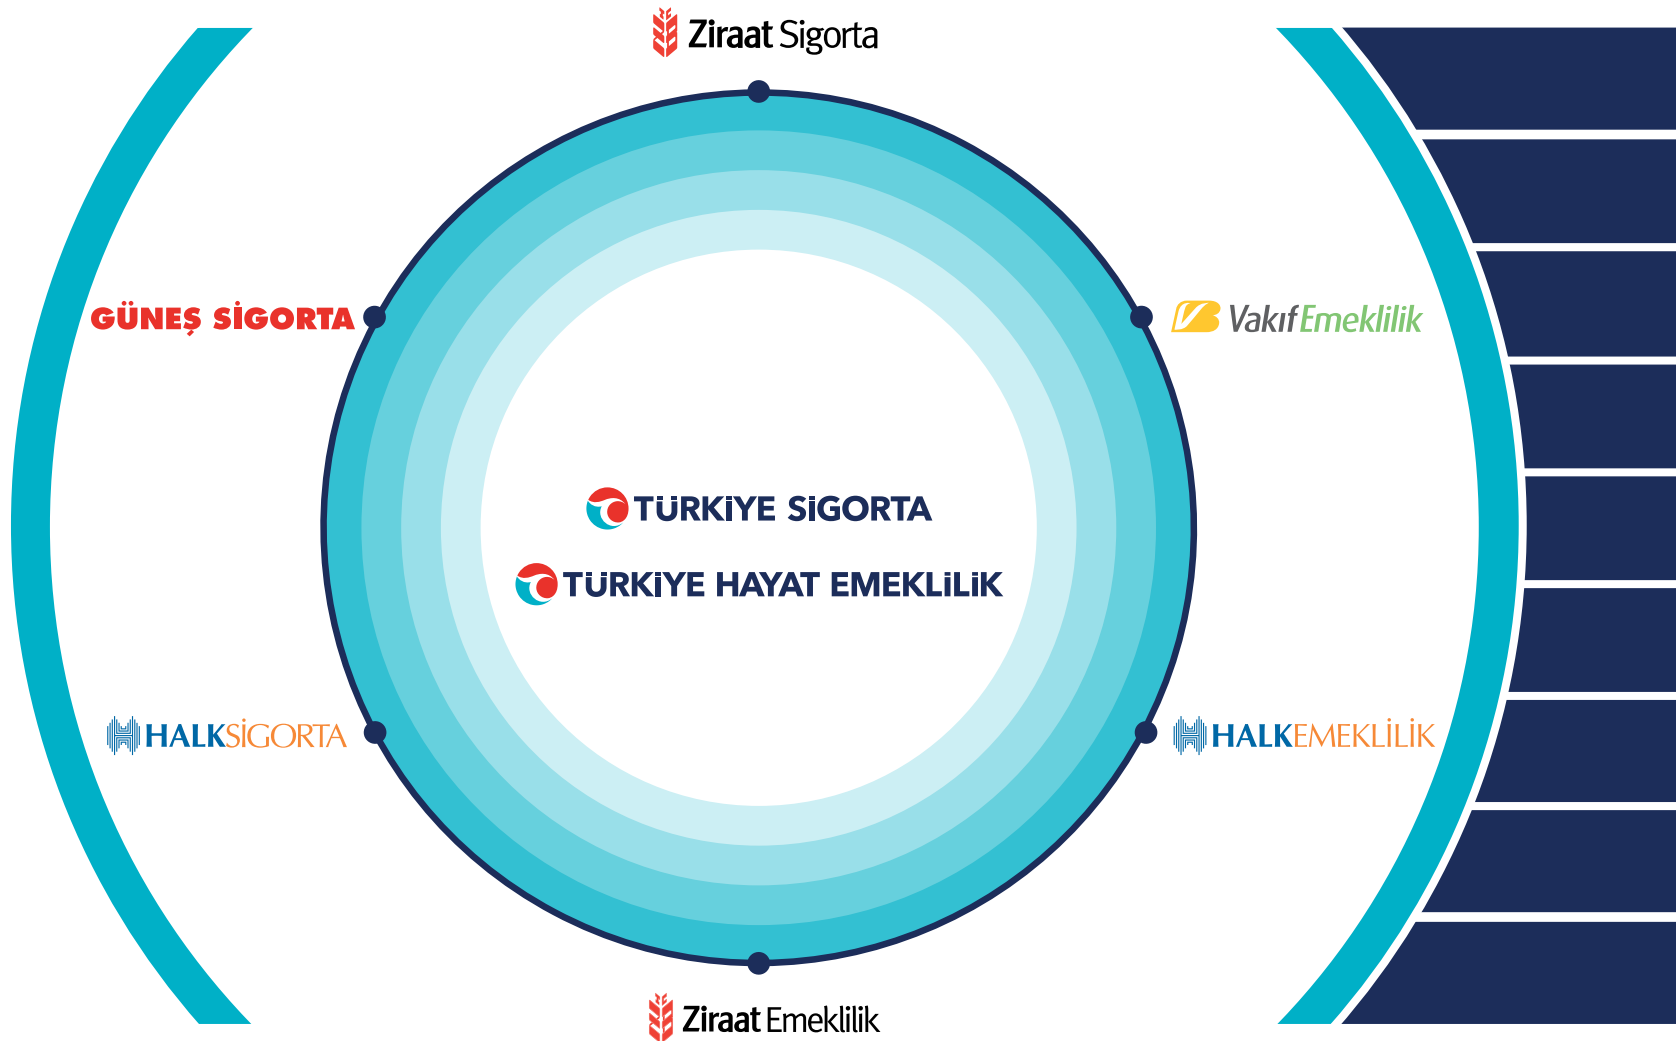 Ziraat Sigorta
GÜNEŞ SİGORTA
VakıfEmeklilik
TÜRKİYE SİGORTA
TÜRKİYE HAYAT EMEKLİLİK
HALKSİGORTA
HALKEMEKLİLİK
Ziraat Emeklilik